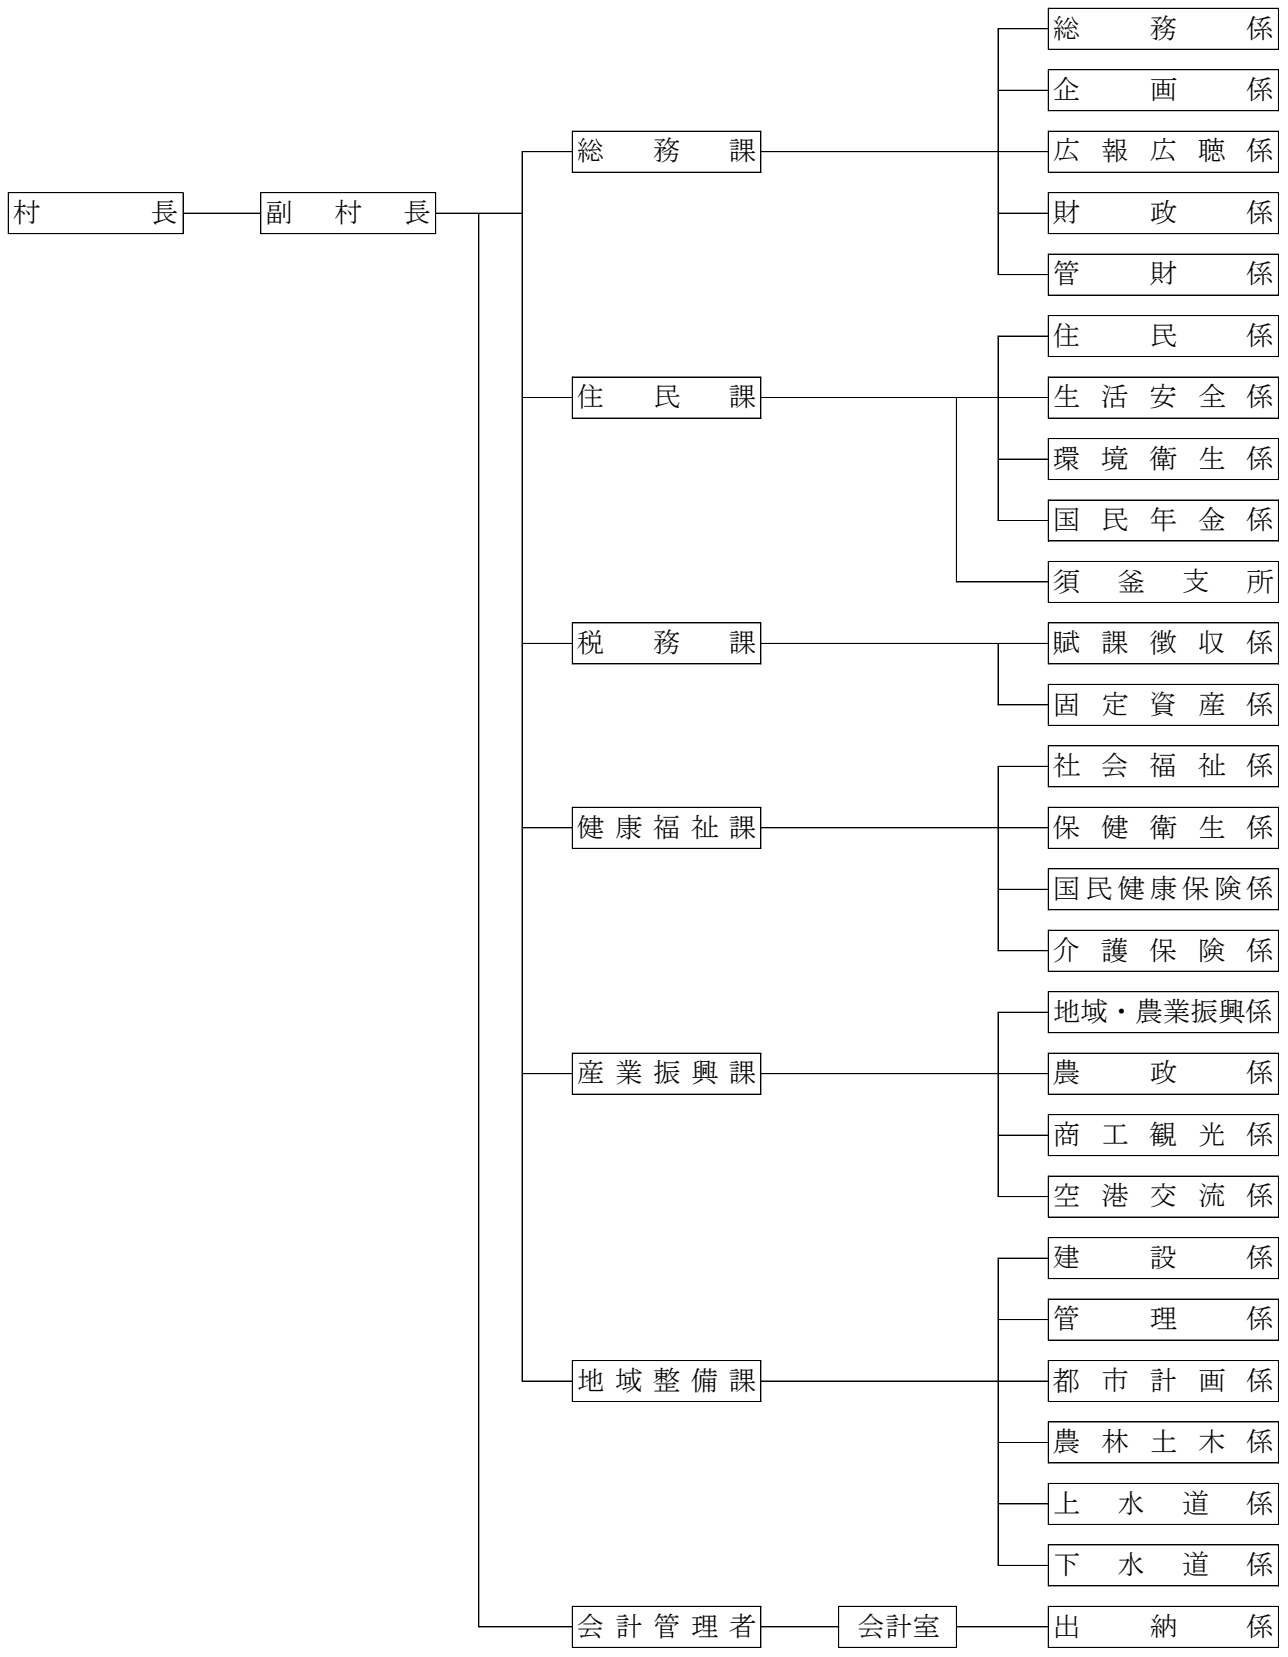 総務係
企画係
総務課
広報広聴係
村長
副村長
財政係
管財係
住民係
住民課
生活安全係
環境衛生係
国民年金係
須釜支所
税務課
賦課徴収係
固定資産係
社会福祉係
健康福祉課
保健衛生係
国民健康保険係
介護保険係
地域・農業振興係
産業振興課
農政係
商工観光係
空港交流係
建設係
管理係
地域整備課
都市計画係
農林土木係
上水道係
下水道係
会計管理者
会計室
出納係